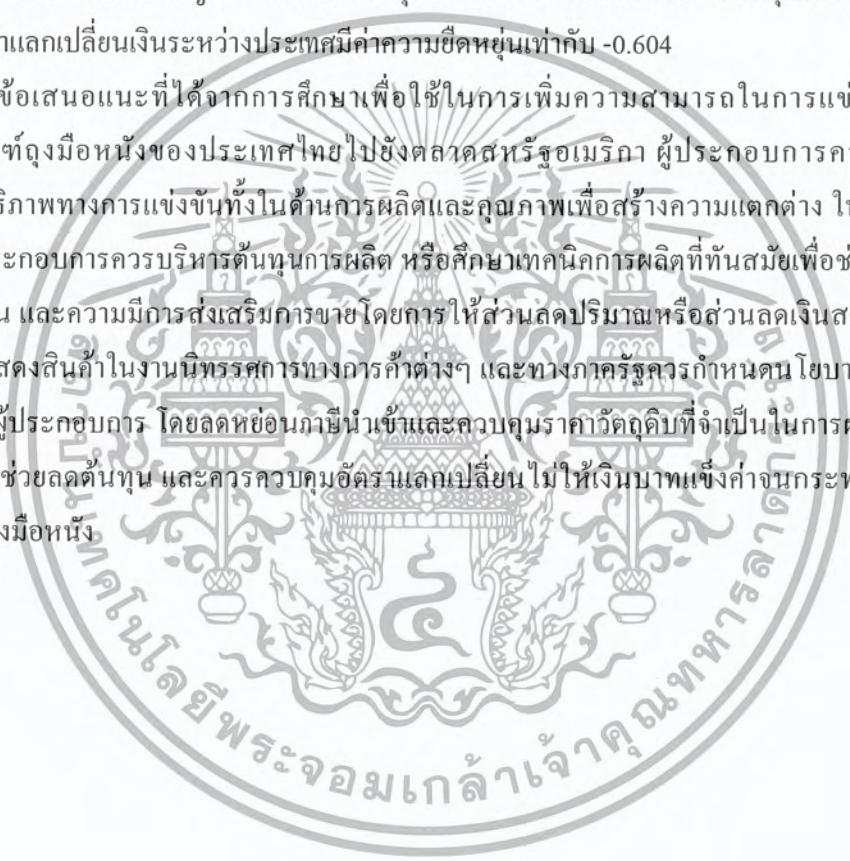 าแลกเปลี่ยนเงินระหว่างประเทศมีค่าความยืดหยุ่นเท่ากับ -0.604
ข้อเสนอแนะที่ได้จากการศึกษาเพื่อใช้ในการเพิ่มความสามารถในการแข่
ฑ์ถุงมือหนังของประเทศไทยไปยังตลาดสหรัฐอเมริกา ผู้ประกอบการคว
ธิภาพทางการแข่งขันทั้งในด้านการผลิตและคุณภาพเพื่อสร้างความแตกต่าง ใ
ระกอบการควรบริหารต้นทุนการผลิต หรือศึกษาเทคนิคการผลิตที่ทันสมัยเพื่อช่
น และความมีการส่งเสริมการขายโดยการให้ส่วนลดปริมาณหรือส่วนลดเงินส
สดงสินค้าในงานนิทรรศการทางการค้าต่างๆ และทางภาครัฐควรกำหนดนโยบา
ผู้ประกอบการ โดยลดหย่อนภาษีนำเข้าและควบคุมราคาวัตถุดิบที่จำเป็นในการผ
ช่วยลดต้นทุน และควรควบคุมอัตราแลกเปลี่ยนไม่ให้เงินบาทแข็งค่าจนกระท
งมือหนัง
สถาบันเทคโนโลยีพระจอมเกล้าเจ้าคุณทหารลาดกระบัง